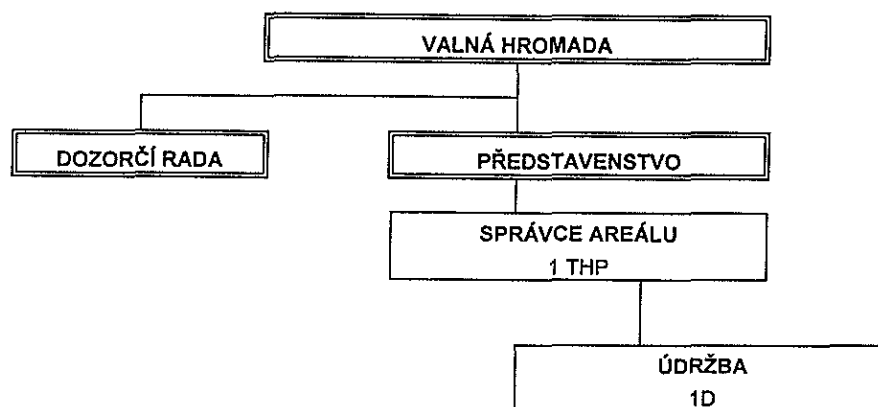 VALNÁ HROMADA
DOZORČÍ RADA
PŘEDSTAVENSTVO
SPRÁVCE AREÁLU
1 THP
ÚDRŽBA
1D